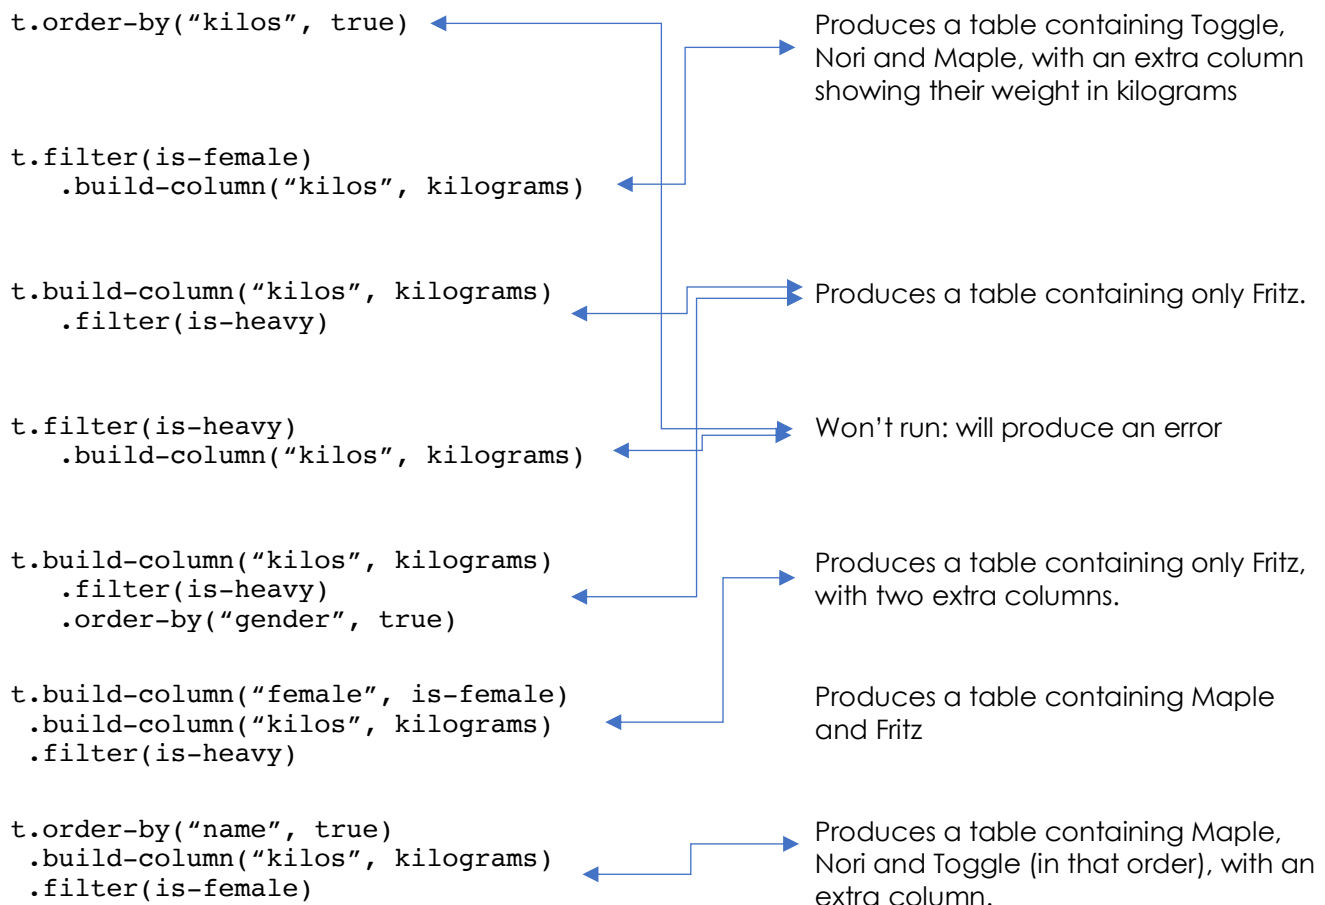 t.order-by(“kilos”, true)
Produces a table containing Toggle,
Nori and Maple, with an extra column
showing their weight in kilograms
t.filter(is-female)
.build-column(“kilos”, kilograms)
t.build-column(“kilos”, kilograms)
.filter(is-heavy)
Produces a table containing only Fritz.
t.filter(is-heavy)
.build-column(“kilos”, kilograms)
Won’t run: will produce an error
t.build-column(“kilos”, kilograms)
.filter(is-heavy)
.order-by(“gender”, true)
Produces a table containing only Fritz,
with two extra columns.
t.build-column(“female”, is-female)
.build-column(“kilos”, kilograms)
.filter(is-heavy)
Produces a table containing Maple
and Fritz
t.order-by(“name”, true)
.build-column(“kilos”, kilograms)
.filter(is-female)
Produces a table containing Maple,
Nori and Toggle (in that order), with an
extra column.